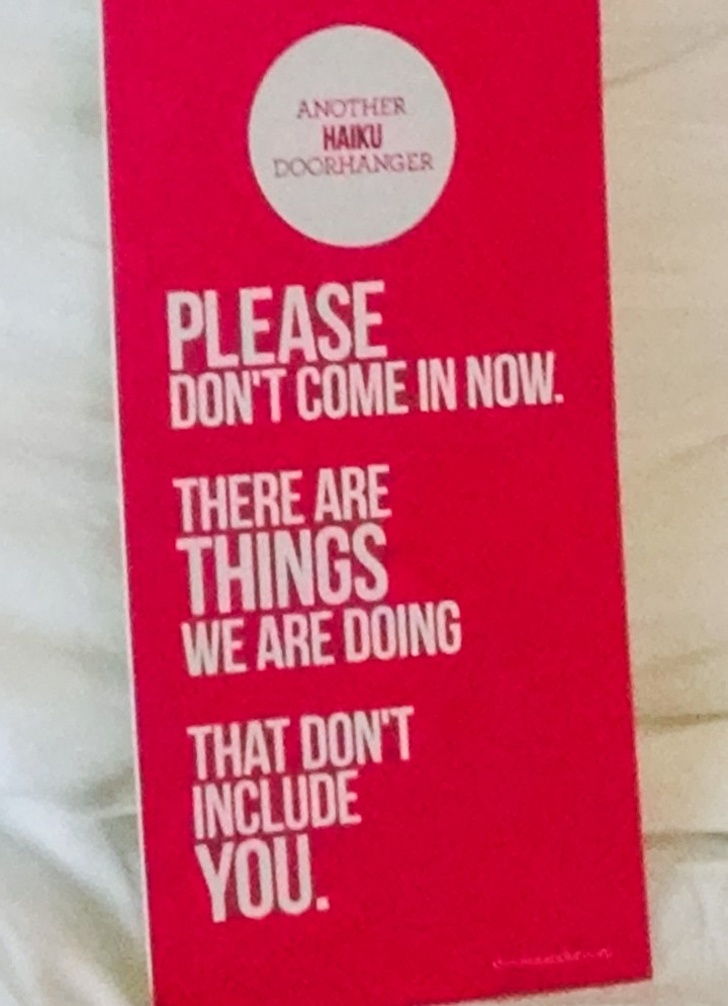 ANOTHER
HAIKU
DOORHANGER
PLEASE
DON'T COME IN NOW.
THERE ARE
THINGS
WE ARE DOING
THAT DON'T
INCLUDE
YOU.